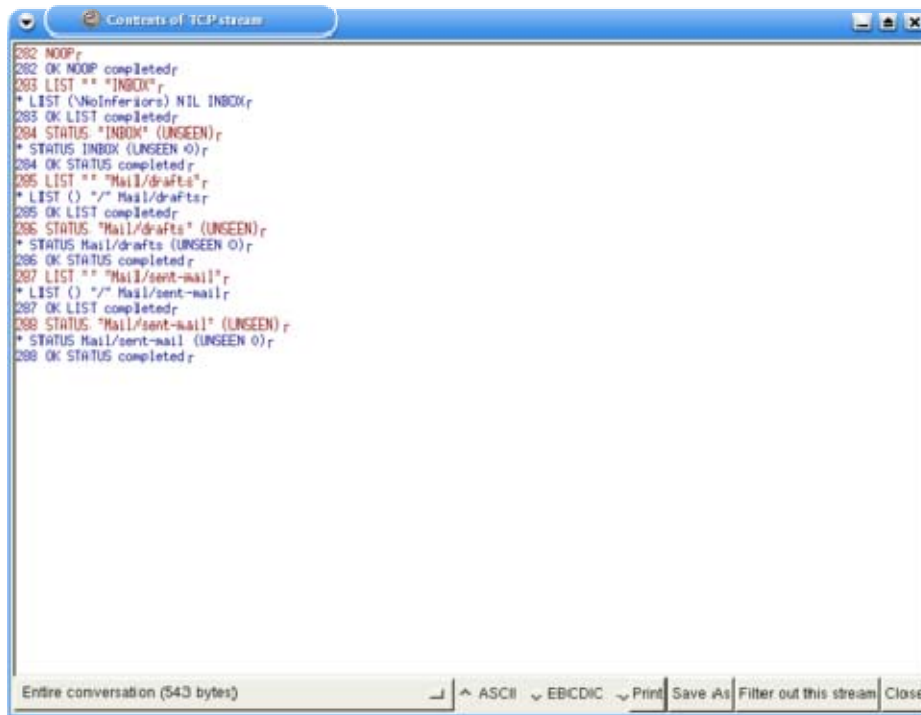 Contents of TCP stream
282 NOOP
282 OK NOOP completed
283 LIST "" "INBOX"
* LIST (\NoInferiors) NIL INBOX
283 OK LIST completed
284 STATUS "INBOX" (UNSEEN)
* STATUS INBOX (UNSEEN 0)
284 OK STATUS completed
285 LIST "" "Mail/drafts"
* LIST () "/" Mail/drafts
285 OK LIST completed
286 STATUS "Mail/drafts" (UNSEEN)
* STATUS Mail/drafts (UNSEEN 0)
286 OK STATUS completed
287 LIST "" "Mail/sent-mail"
* LIST () "/" Mail/sent-mail
287 OK LIST completed
288 STATUS "Mail/sent-mail" (UNSEEN)
* STATUS Mail/sent-mail (UNSEEN 0)
288 OK STATUS completed
Entire conversation (543 bytes) ASCII EBCDIC Print Save As Filter out this stream Close